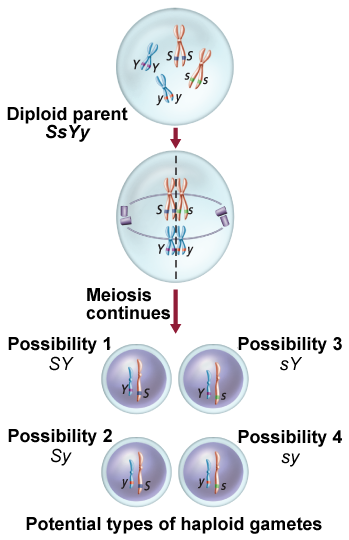 Y Y S S
s s
y y
Diploid parent
SsYy
S s
Y y
Meiosis
continues
Possibility 1
SY
Y S
Possibility 3
sY
Y s
Possibility 2
Sy
y S
Possibility 4
sy
y s
Potential types of haploid gametes